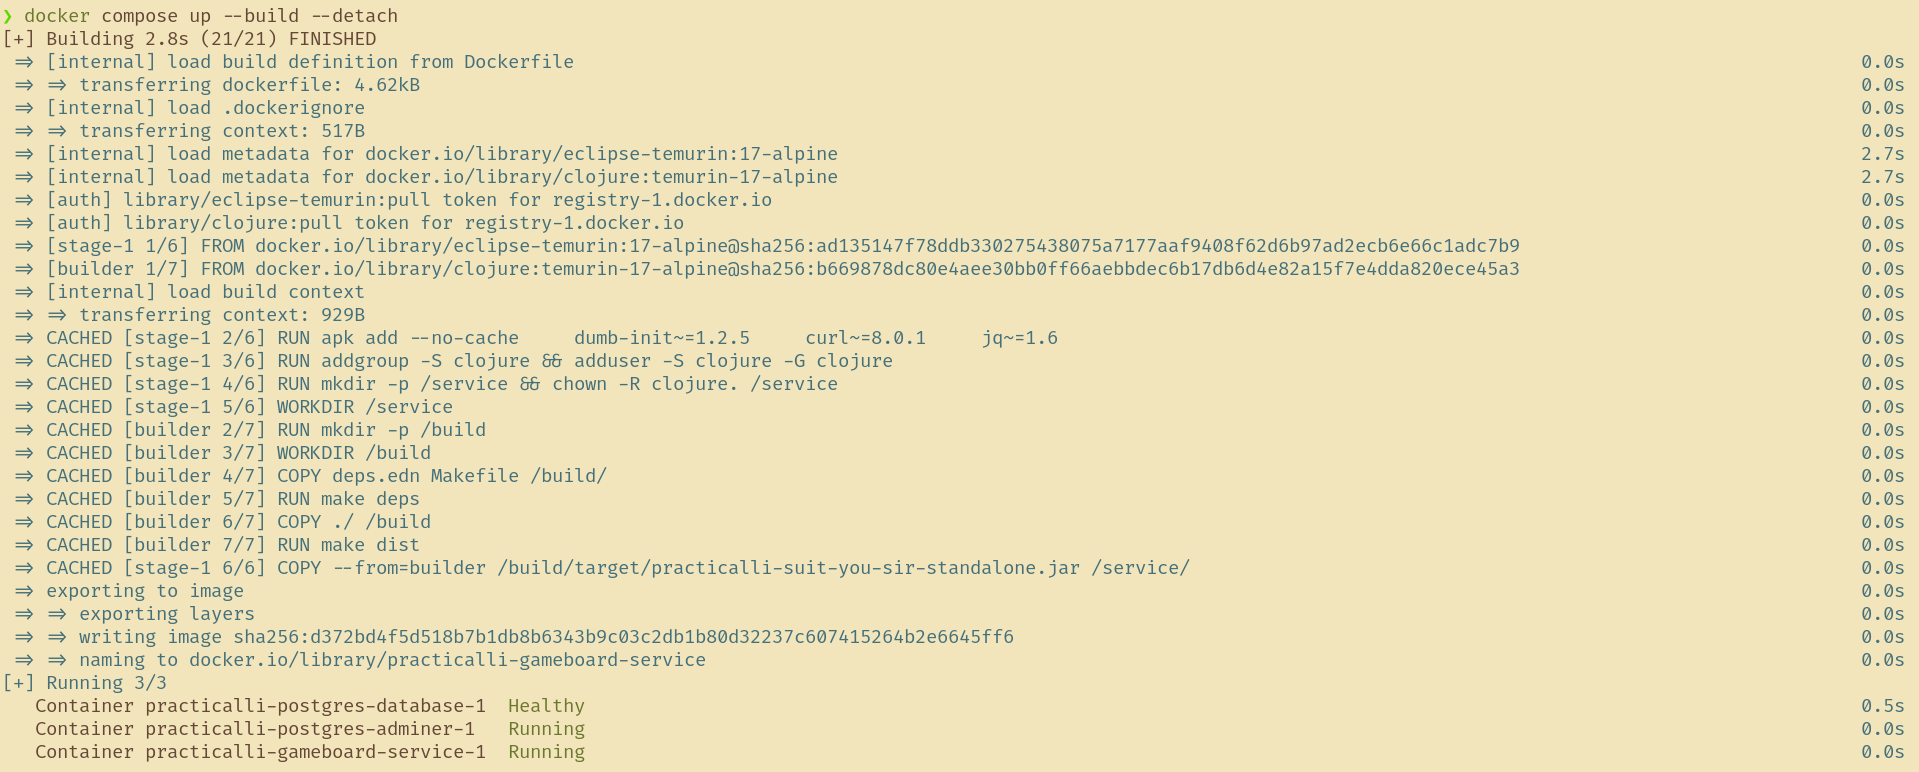 ❯ docker compose up --build --detach
[+] Building 2.8s (21/21) FINISHED
=> [internal] load build definition from Dockerfile 0.0s
=> => transferring dockerfile: 4.62kB 0.0s
=> [internal] load .dockerignore 0.0s
=> => transferring context: 517B 0.0s
=> [internal] load metadata for docker.io/library/eclipse-temurin:17-alpine 2.7s
=> [internal] load metadata for docker.io/library/clojure:temurin-17-alpine 2.7s
=> [auth] library/eclipse-temurin:pull token for registry-1.docker.io 0.0s
=> [auth] library/clojure:pull token for registry-1.docker.io 0.0s
=> [stage-1 1/6] FROM docker.io/library/eclipse-temurin:17-alpine@sha256:ad135147f78ddb330275438075a7177aaf9408f62d6b97ad2ecb6e66c1adc7b9 0.0s
=> [builder 1/7] FROM docker.io/library/clojure:temurin-17-alpine@sha256:b669878dc80e4aee30bb0ff66aebbdec6b17db6d4e82a15f7e4dda820ece45a3 0.0s
=> [internal] load build context 0.0s
=> => transferring context: 929B 0.0s
=> CACHED [stage-1 2/6] RUN apk add --no-cache     dumb-init~=1.2.5     curl~=8.0.1     jq~=1.6 0.0s
=> CACHED [stage-1 3/6] RUN addgroup -S clojure && adduser -S clojure -G clojure 0.0s
=> CACHED [stage-1 4/6] RUN mkdir -p /service && chown -R clojure. /service 0.0s
=> CACHED [stage-1 5/6] WORKDIR /service 0.0s
=> CACHED [builder 2/7] RUN mkdir -p /build 0.0s
=> CACHED [builder 3/7] WORKDIR /build 0.0s
=> CACHED [builder 4/7] COPY deps.edn Makefile /build/ 0.0s
=> CACHED [builder 5/7] RUN make deps 0.0s
=> CACHED [builder 6/7] COPY ./ /build 0.0s
=> CACHED [builder 7/7] RUN make dist 0.0s
=> CACHED [stage-1 6/6] COPY --from=builder /build/target/practicalli-suit-you-sir-standalone.jar /service/ 0.0s
=> exporting to image 0.0s
=> => exporting layers 0.0s
=> => writing image sha256:d372bd4f5d518b7b1db8b6343b9c03c2db1b80d32237c607415264b2e6645ff6 0.0s
=> => naming to docker.io/library/practicalli-gameboard-service 0.0s
[+] Running 3/3
Container practicalli-postgres-database-1 Healthy 0.5s
Container practicalli-postgres-adminer-1 Running 0.0s
Container practicalli-gameboard-service-1 Running 0.0s